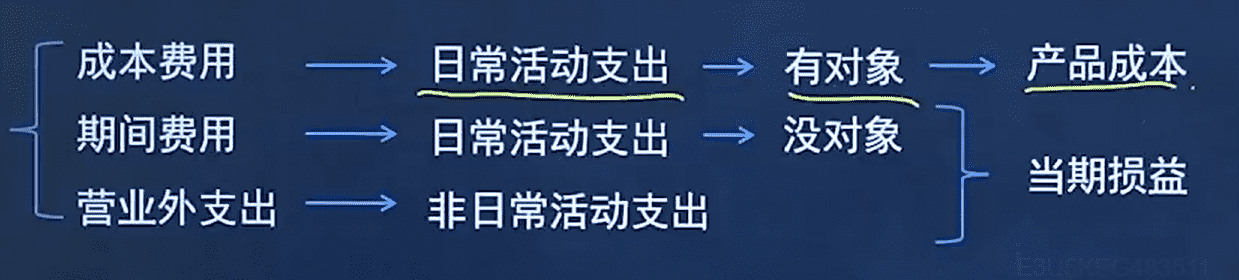 成本费用 日常活动支出 有对象 产品成本
期间费用 日常活动支出 没对象
当期损益
营业外支出 非日常活动支出